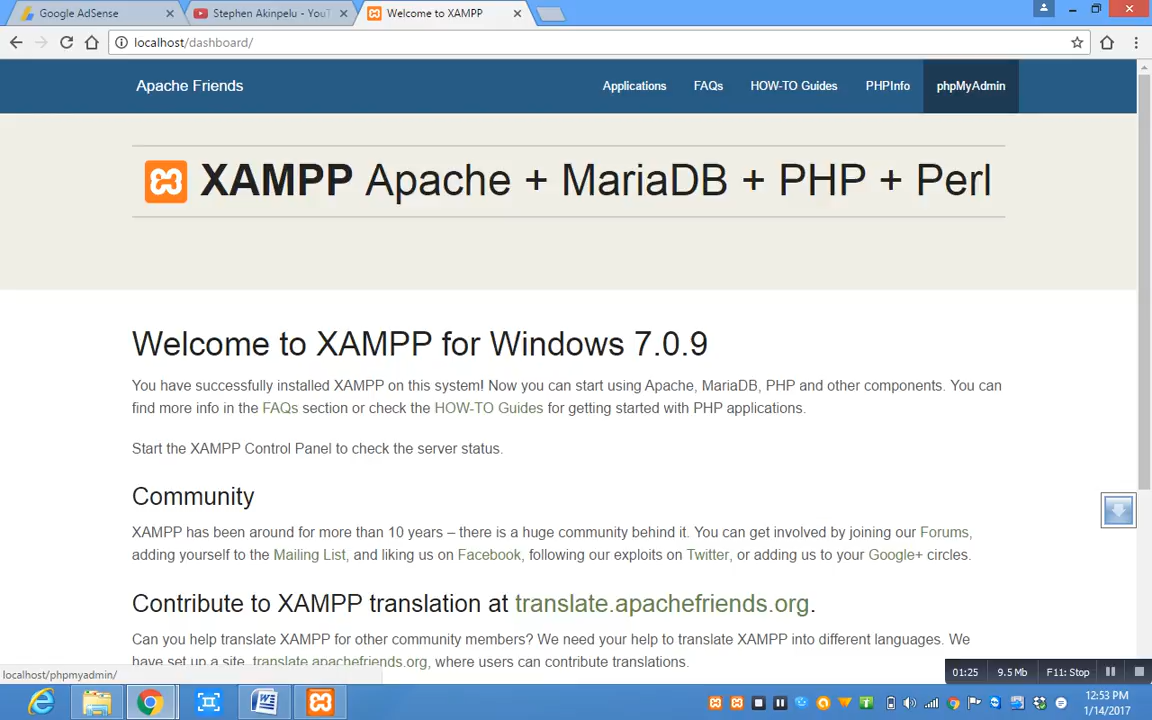 Google AdSense
Stephen Akinpelu - YouT
Welcome to XAMPP
localhost/dashboard/
Apache Friends
Applications
FAQs
HOW-TO Guides
PHPInfo
phpMyAdmin
XAMPP Apache + MariaDB + PHP + Perl
Welcome to XAMPP for Windows 7.0.9
You have successfully installed XAMPP on this system! Now you can start using Apache, MariaDB, PHP and other components. You can
find more info in the FAQs section or check the HOW-TO Guides for getting started with PHP applications.
Start the XAMPP Control Panel to check the server status.
Community
XAMPP has been around for more than 10 years – there is a huge community behind it. You can get involved by joining our Forums,
adding yourself to the Mailing List, and liking us on Facebook, following our exploits on Twitter, or adding us to your Google+ circles.
Contribute to XAMPP translation at translate.apachefriends.org.
Can you help translate XAMPP for other community members? We need your help to translate XAMPP into different languages. We
have set up a site, translate.apachefriends.org, where users can contribute translations.
localhost/phpmyadmin/
01:25
9.5 Mb
F11: Stop
12:53 PM
1/14/2017